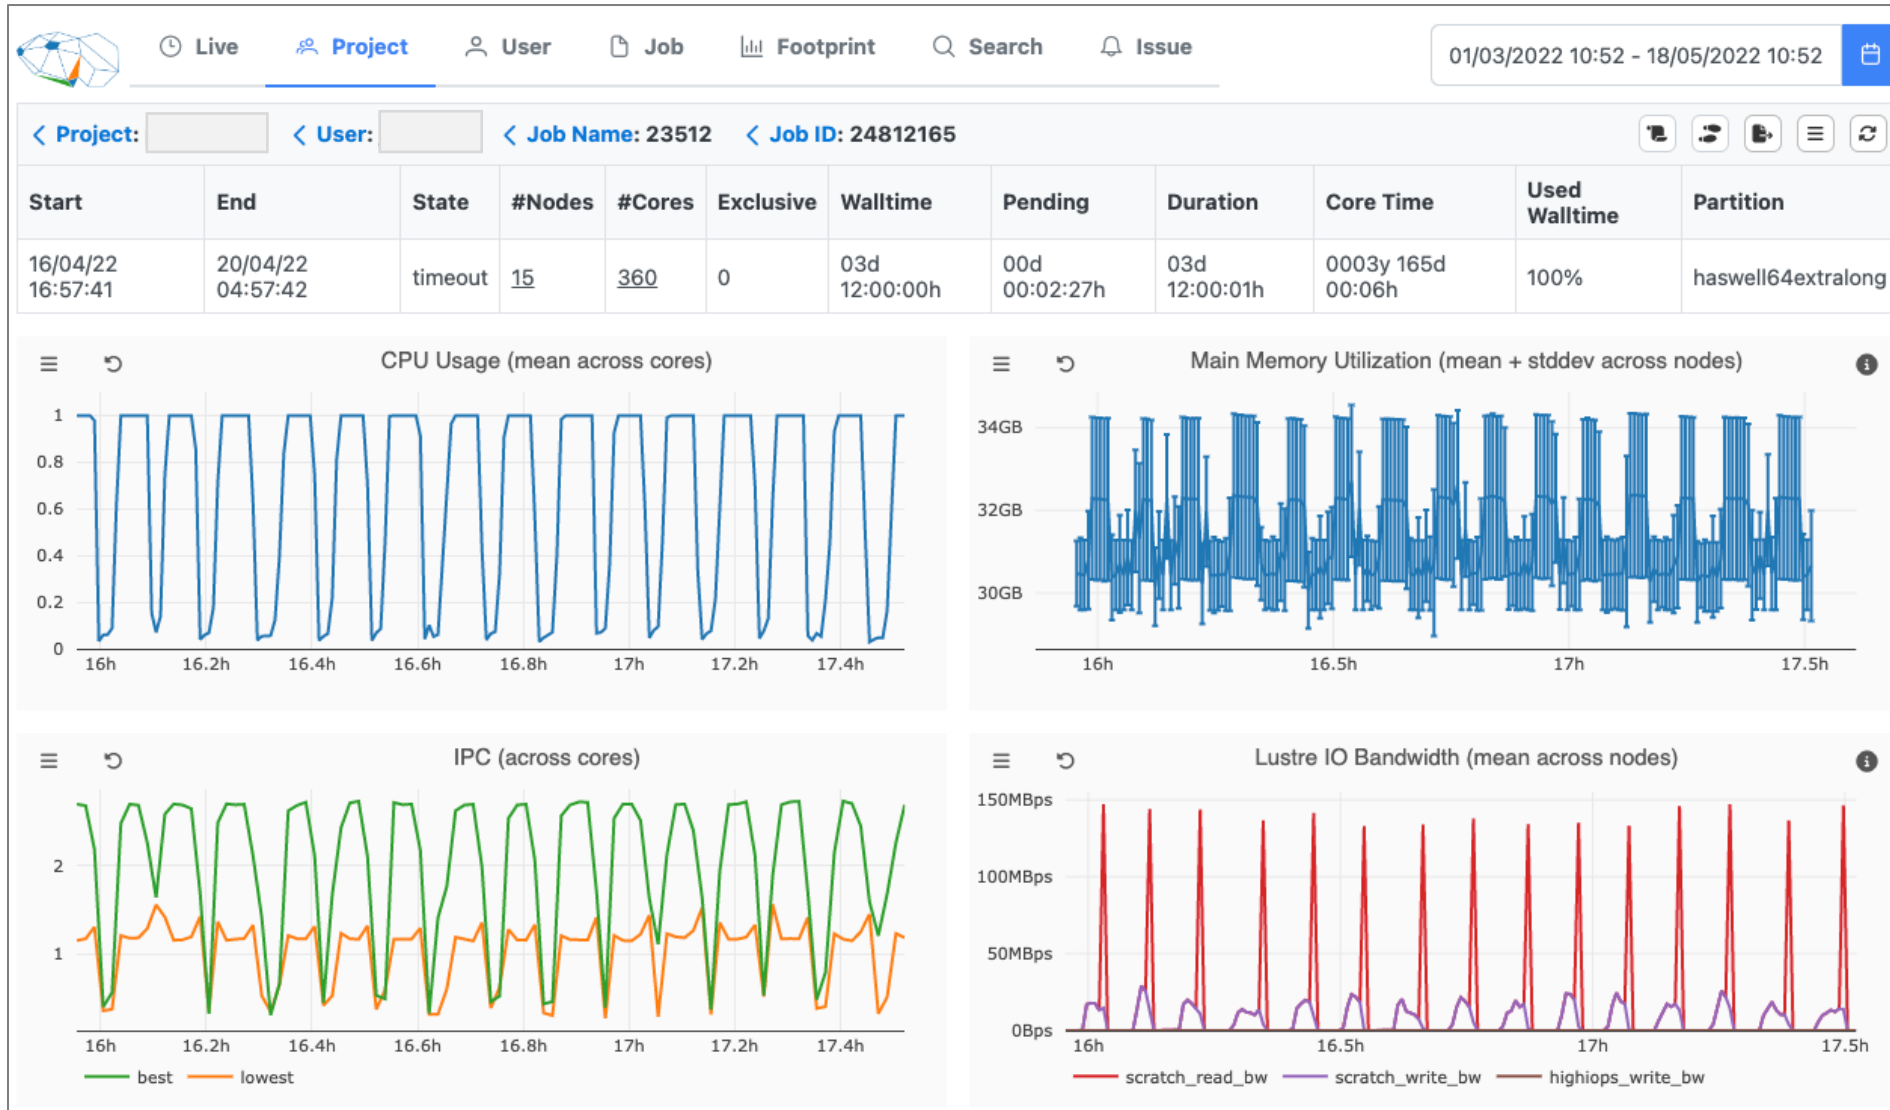 Live Project User Job Footprint Search Issue 01/03/2022 10:52 - 18/05/2022 10:52
Project: User: Job Name: 23512 Job ID: 24812165
Start End State #Nodes #Cores Exclusive Walltime Pending Duration Core Time Used Walltime Partition
16/04/22 16:57:41 20/04/22 04:57:42 timeout 15 360 0 03d 12:00:00h 00d 00:02:27h 03d 12:00:01h 0003y 165d 00:06h 100% haswell64extralong
CPU Usage (mean across cores)
1
0.8
0.6
0.4
0.2
0
16h 16.2h 16.4h 16.6h 16.8h 17h 17.2h 17.4h
Main Memory Utilization (mean + stddev across nodes)
34GB
32GB
30GB
16h 16.5h 17h 17.5h
IPC (across cores)
2
1
16h 16.2h 16.4h 16.6h 16.8h 17h 17.2h 17.4h
best lowest
Lustre IO Bandwidth (mean across nodes)
150MBps
100MBps
50MBps
0Bps
16h 16.5h 17h 17.5h
scratch_read_bw scratch_write_bw highiops_write_bw